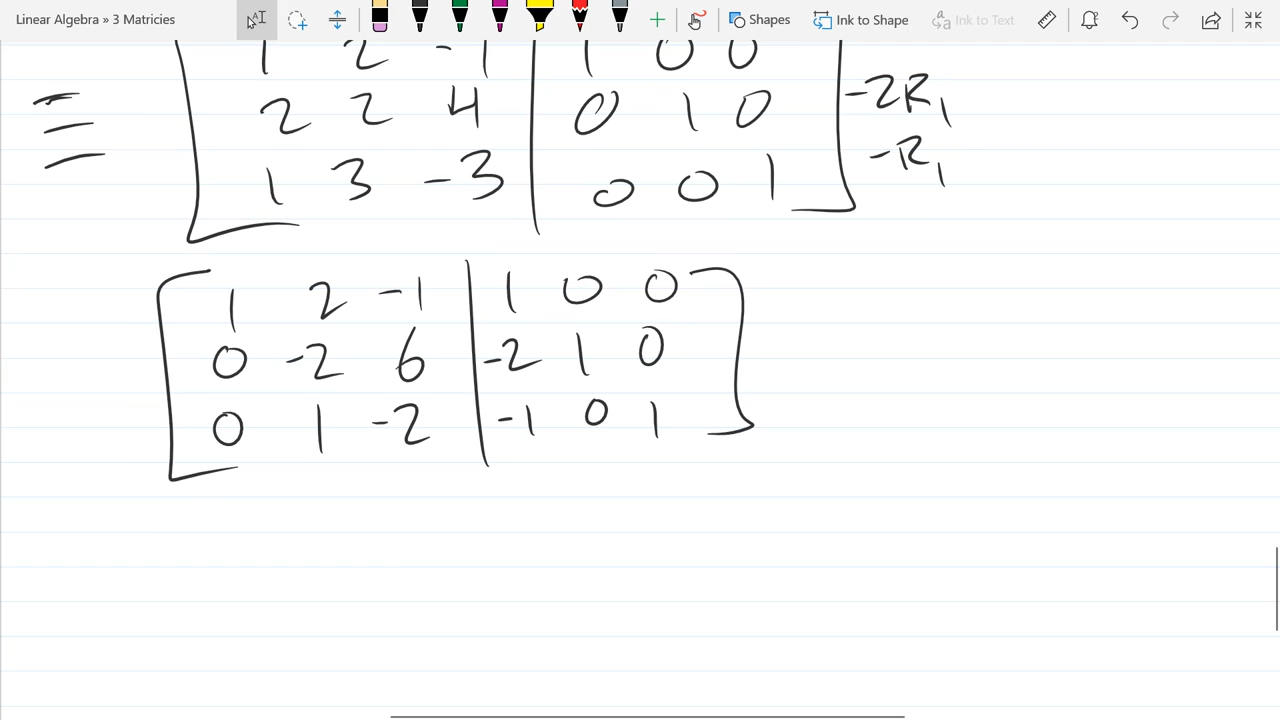 Linear Algebra » 3 Matricies Shapes Ink to Shape Ink to Text
1 2 -1 | 1 0 0
2 2 4 | 0 1 0 -2R₁
1 3 -3 | 0 0 1 -R₁
1 2 -1 | 1 0 0
0 -2 6 | -2 1 0
0 1 -2 | -1 0 1